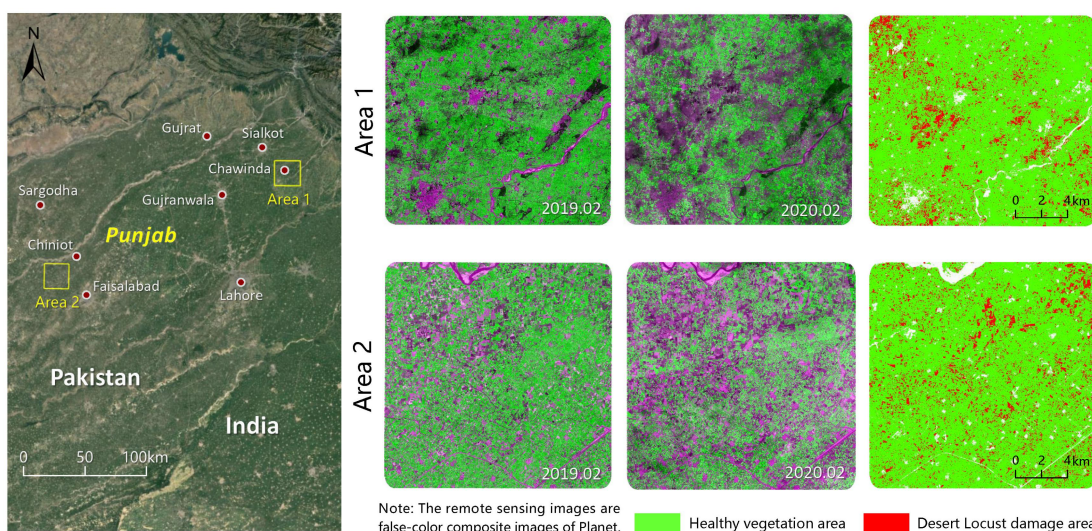 N
Gujrat
Sialkot
Chawinda
Area 1
Sargodha
Gujranwala
Punjab
Chiniot
Area 2
Faisalabad
Lahore
Pakistan
India
0 50 100km
Area 1
2019.02
2020.02
0 2 4km
Area 2
2019.02
2020.02
0 2 4km
Note: The remote sensing images are
false-color composite images of Planet.
Healthy vegetation area
Desert Locust damage area